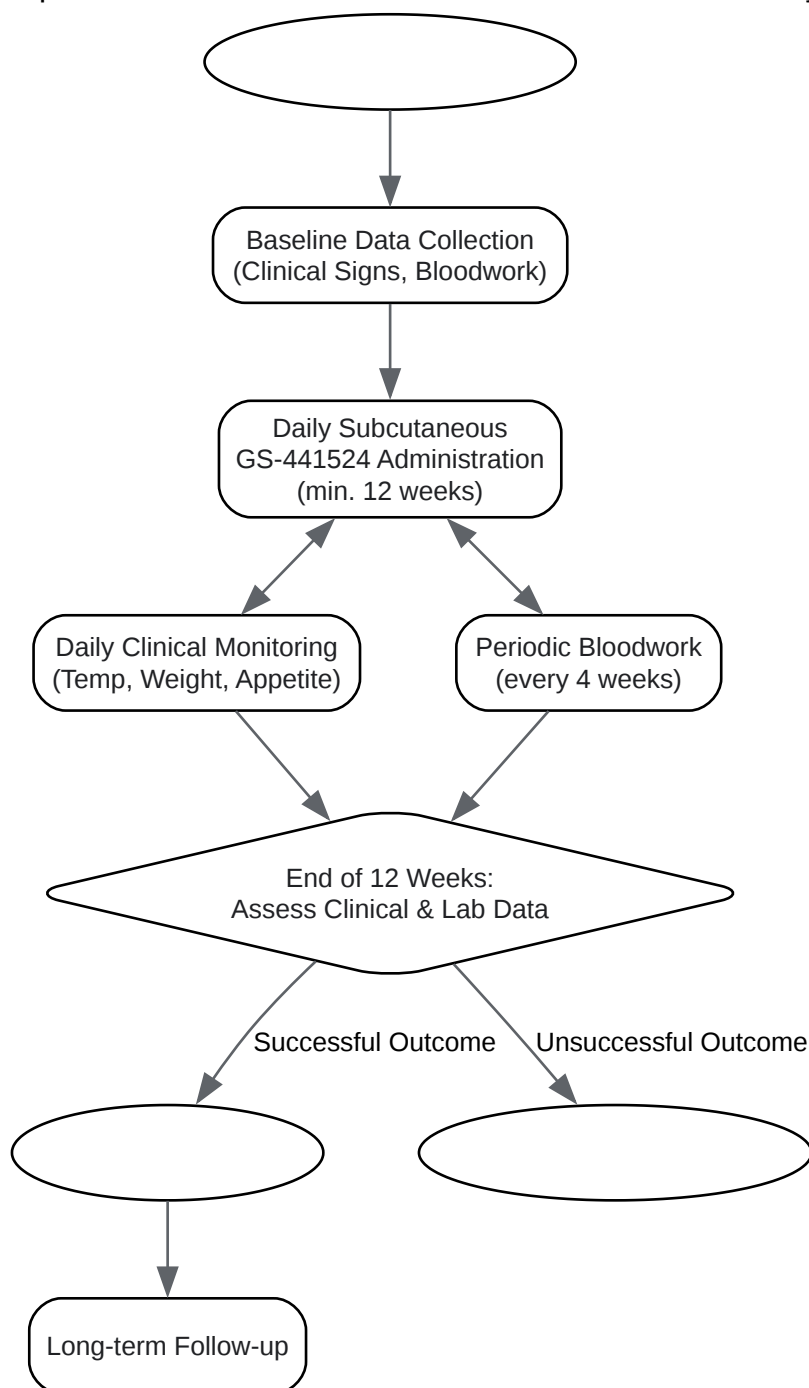 Baseline Data Collection
(Clinical Signs, Bloodwork)
Daily Subcutaneous
GS-441524 Administration
(min. 12 weeks)
Daily Clinical Monitoring
(Temp, Weight, Appetite)
Periodic Bloodwork
(every 4 weeks)
End of 12 Weeks:
Assess Clinical & Lab Data
Successful Outcome
Unsuccessful Outcome
Long-term Follow-up